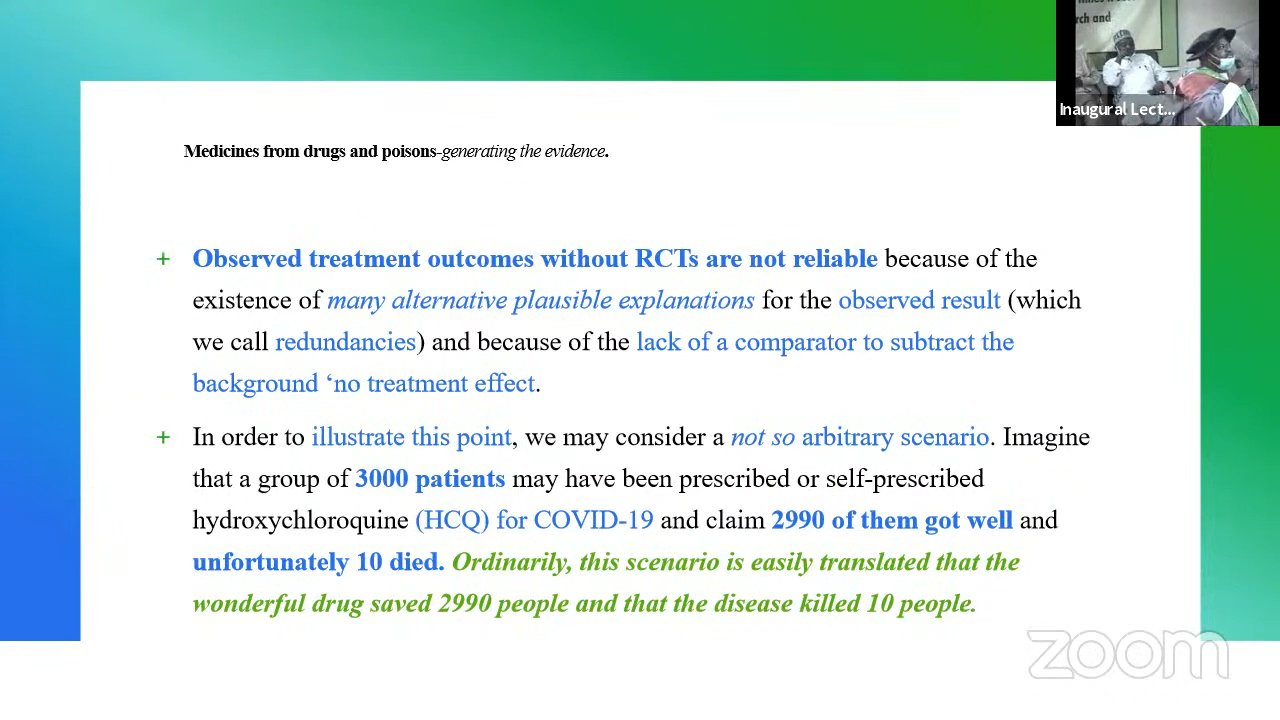 rch and
Inaugural Lect...
Medicines from drugs and poisons-generating the evidence.
+ Observed treatment outcomes without RCTs are not reliable because of the
existence of many alternative plausible explanations for the observed result (which
we call redundancies) and because of the lack of a comparator to subtract the
background ‘no treatment effect.
+ In order to illustrate this point, we may consider a not so arbitrary scenario. Imagine
that a group of 3000 patients may have been prescribed or self-prescribed
hydroxychloroquine (HCQ) for COVID-19 and claim 2990 of them got well and
unfortunately 10 died. Ordinarily, this scenario is easily translated that the
wonderful drug saved 2990 people and that the disease killed 10 people.
zoom